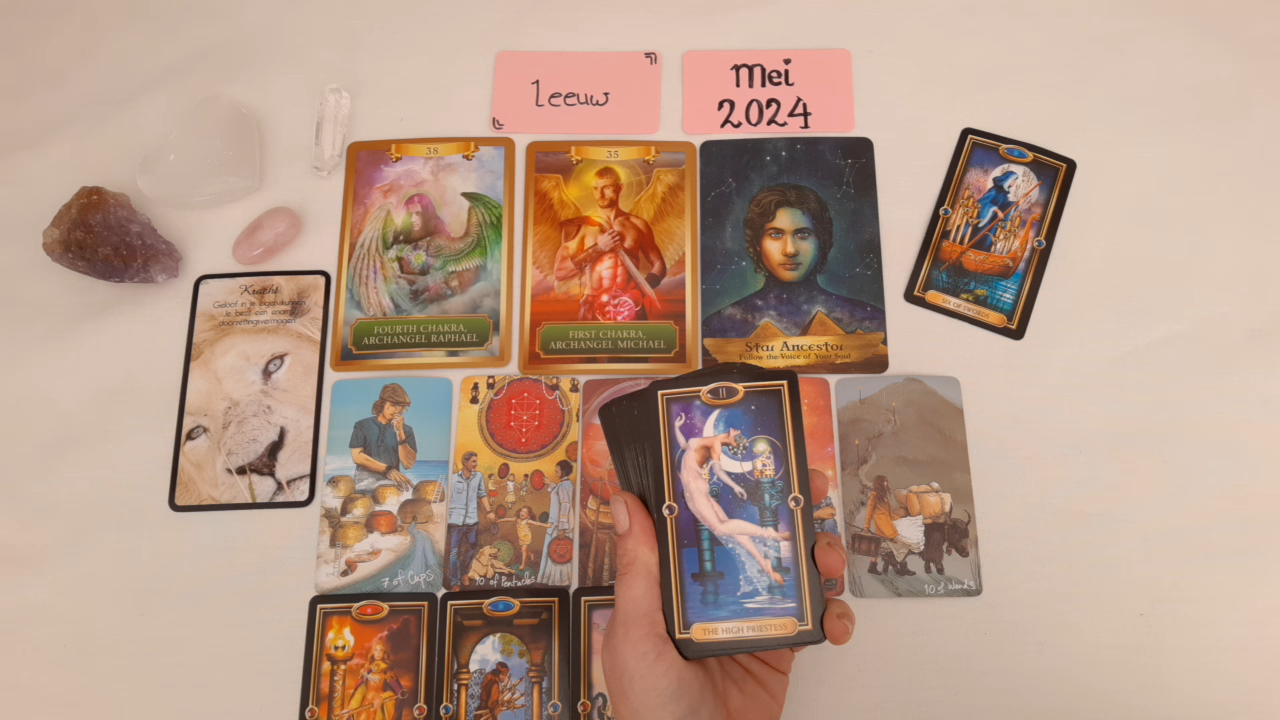 leeuw
Mei
2024
38
FOURTH CHAKRA,
ARCHANGEL RAPHAEL
35
FIRST CHAKRA,
ARCHANGEL MICHAEL
Star Ancestor
Follow the Voice of Your Soul
SIX OF SWORDS
Kracht
Geloof in je eigen kunnen.
Je bezit een enorm
doorzettingsvermogen.
7 of Cups
10 of Pentacles
II
THE HIGH PRIESTESS
10 of Wands